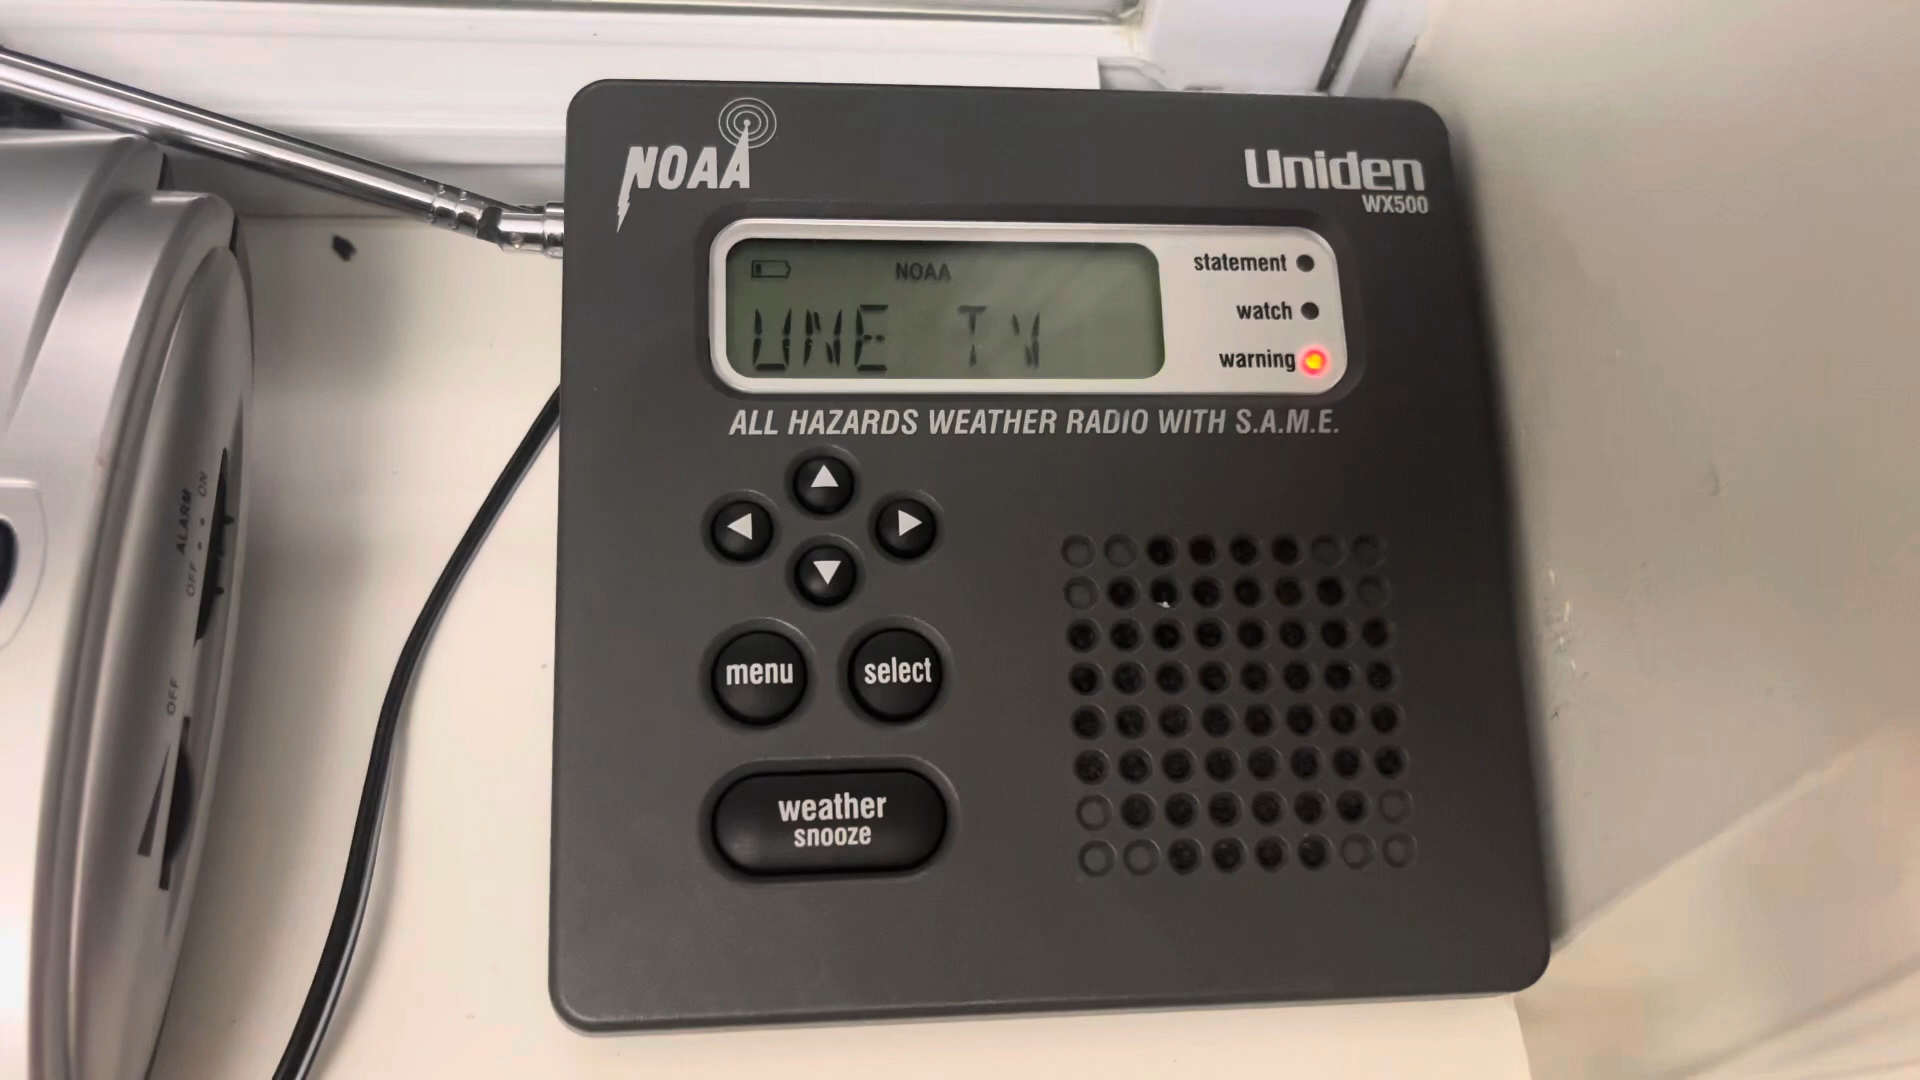 NOAA
Uniden
WX500
NOAA
UNE TV
statement
watch
warning
ALL HAZARDS WEATHER RADIO WITH S.A.M.E.
menu
select
weather
snooze
ALARM
OFF ON
OFF